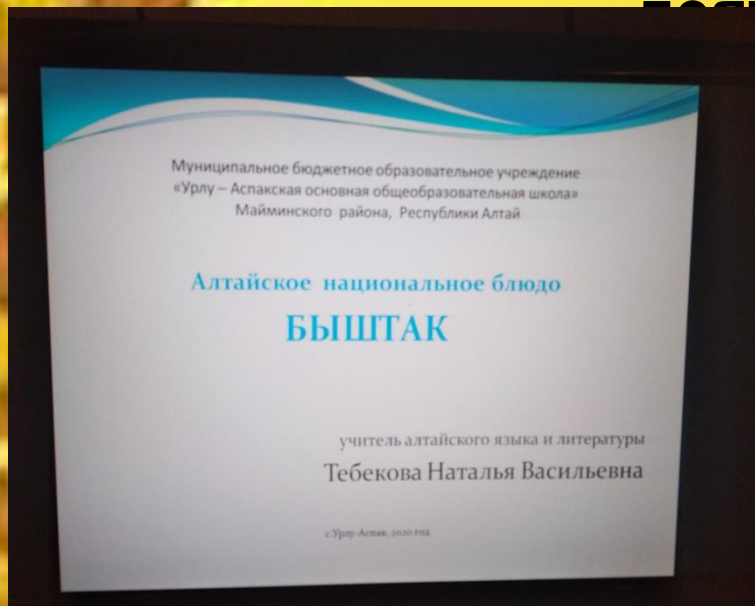 Муниципальное бюджетное образовательное учреждение
«Урлу – Аспакская основная общеобразовательная школа»
Майминского района, Республики Алтай
Алтайское национальное блюдо
БЫШТАК
учитель алтайского языка и литературы
Тебекова Наталья Васильевна
с.Урлу-Аспак, 2020 год